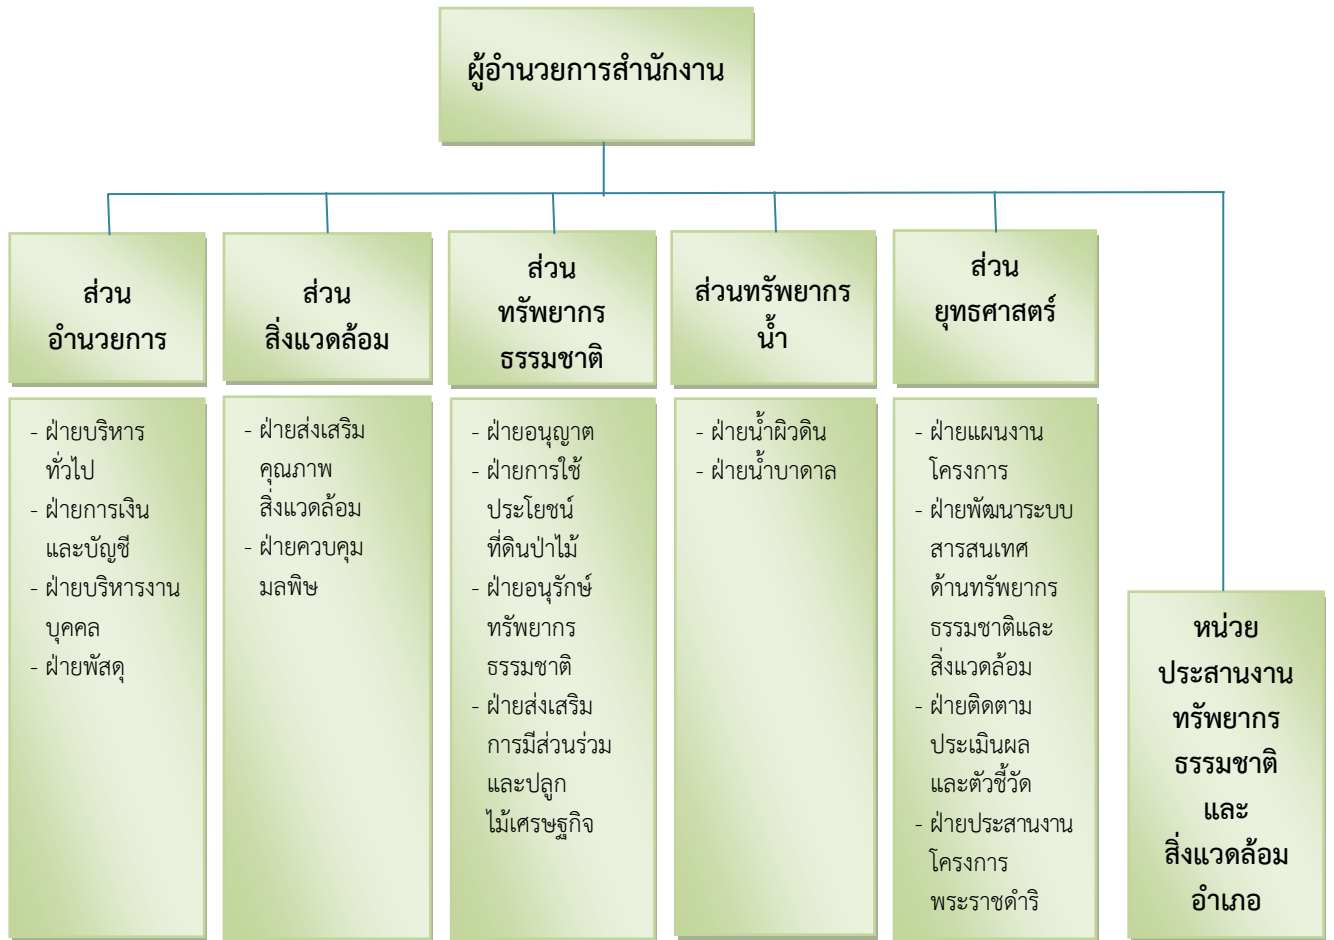 ผู้อำนวยการสำนักงาน
ส่วน
อำนวยการ
- ฝ่ายบริหาร
ทั่วไป
- ฝ่ายการเงิน
และบัญชี
- ฝ่ายบริหารงาน
บุคคล
- ฝ่ายพัสดุ
ส่วน
สิ่งแวดล้อม
- ฝ่ายส่งเสริม
คุณภาพ
สิ่งแวดล้อม
- ฝ่ายควบคุม
มลพิษ
ส่วน
ทรัพยากร
ธรรมชาติ
- ฝ่ายอนุญาต
- ฝ่ายการใช้
ประโยชน์
ที่ดินป่าไม้
- ฝ่ายอนุรักษ์
ทรัพยากร
ธรรมชาติ
- ฝ่ายส่งเสริม
การมีส่วนร่วม
และปลูก
ไม้เศรษฐกิจ
ส่วนทรัพยากร
น้ำ
- ฝ่ายน้ำผิวดิน
- ฝ่ายน้ำบาดาล
ส่วน
ยุทธศาสตร์
- ฝ่ายแผนงาน
โครงการ
- ฝ่ายพัฒนาระบบ
สารสนเทศ
ด้านทรัพยากร
ธรรมชาติและ
สิ่งแวดล้อม
- ฝ่ายติดตาม
ประเมินผล
และตัวชี้วัด
- ฝ่ายประสานงาน
โครงการ
พระราชดำริ
หน่วย
ประสานงาน
ทรัพยากร
ธรรมชาติ
และ
สิ่งแวดล้อม
อำเภอ